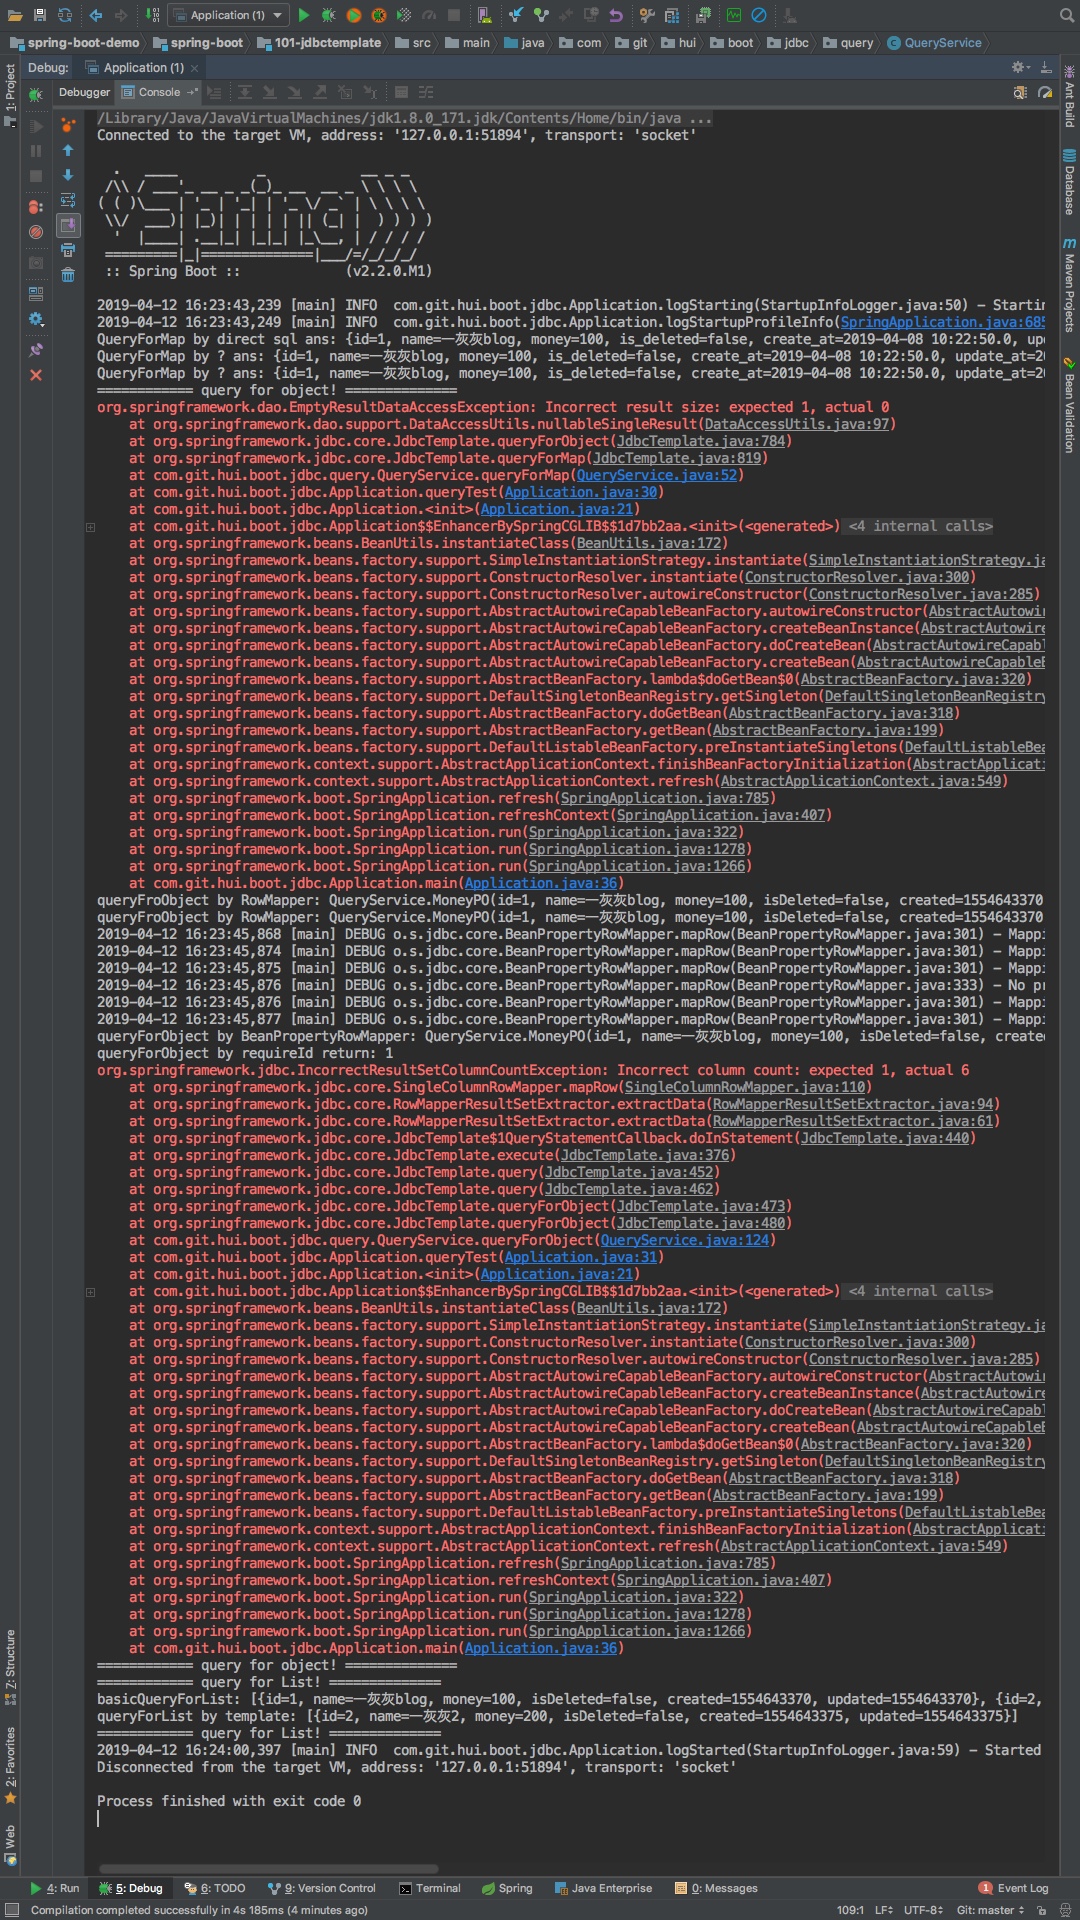 Application (1)
spring-boot-demo spring-boot 101-jdbctemplate src main java com git hui boot jdbc query QueryService
Debug: Application (1)
Debugger Console
/Library/Java/JavaVirtualMachines/jdk1.8.0_171.jdk/Contents/Home/bin/java ...
Connected to the target VM, address: '127.0.0.1:51894', transport: 'socket'
  .   ____          _            __ _ _
 /\\ / ___'_ __ _ _(_)_ __  __ _ \ \ \ \
( ( )\___ | '_ | '_| | '_ \/ _` | \ \ \ \
 \\/  ___)| |_)| | | | | || (_| |  ) ) ) )
  '  |____| .__|_| |_|_| |_\__, | / / / /
 =========|_|==============|___/=/_/_/_/
 :: Spring Boot ::             (v2.2.0.M1)
2019-04-12 16:23:43,239 [main] INFO  com.git.hui.boot.jdbc.Application.logStarting(StartupInfoLogger.java:50) - Startin
2019-04-12 16:23:43,249 [main] INFO  com.git.hui.boot.jdbc.Application.logStartupProfileInfo(SpringApplication.java:685
QueryForMap by direct sql ans: {id=1, name=一灰灰blog, money=100, is_deleted=false, create_at=2019-04-08 10:22:50.0, up
QueryForMap by ? ans: {id=1, name=一灰灰blog, money=100, is_deleted=false, create_at=2019-04-08 10:22:50.0, update_at=20
QueryForMap by ? ans: {id=1, name=一灰灰blog, money=100, is_deleted=false, create_at=2019-04-08 10:22:50.0, update_at=20
============ query for object! ==============
org.springframework.dao.EmptyResultDataAccessException: Incorrect result size: expected 1, actual 0
    at org.springframework.dao.support.DataAccessUtils.nullableSingleResult(DataAccessUtils.java:97)
    at org.springframework.jdbc.core.JdbcTemplate.queryForObject(JdbcTemplate.java:784)
    at org.springframework.jdbc.core.JdbcTemplate.queryForMap(JdbcTemplate.java:819)
    at com.git.hui.boot.jdbc.query.QueryService.queryForMap(QueryService.java:52)
    at com.git.hui.boot.jdbc.Application.queryTest(Application.java:30)
    at com.git.hui.boot.jdbc.Application.<init>(Application.java:21)
    at com.git.hui.boot.jdbc.Application$$EnhancerBySpringCGLIB$$1d7bb2aa.<init>(<generated>) <4 internal calls>
    at org.springframework.beans.BeanUtils.instantiateClass(BeanUtils.java:172)
    at org.springframework.beans.factory.support.SimpleInstantiationStrategy.instantiate(SimpleInstantiationStrategy.ja
    at org.springframework.beans.factory.support.ConstructorResolver.instantiate(ConstructorResolver.java:300)
    at org.springframework.beans.factory.support.ConstructorResolver.autowireConstructor(ConstructorResolver.java:285)
    at org.springframework.beans.factory.support.AbstractAutowireCapableBeanFactory.autowireConstructor(AbstractAutowir
    at org.springframework.beans.factory.support.AbstractAutowireCapableBeanFactory.createBeanInstance(AbstractAutowire
    at org.springframework.beans.factory.support.AbstractAutowireCapableBeanFactory.doCreateBean(AbstractAutowireCapabl
    at org.springframework.beans.factory.support.AbstractAutowireCapableBeanFactory.createBean(AbstractAutowireCapableB
    at org.springframework.beans.factory.support.AbstractBeanFactory.lambda$doGetBean$0(AbstractBeanFactory.java:320)
    at org.springframework.beans.factory.support.DefaultSingletonBeanRegistry.getSingleton(DefaultSingletonBeanRegistry
    at org.springframework.beans.factory.support.AbstractBeanFactory.doGetBean(AbstractBeanFactory.java:318)
    at org.springframework.beans.factory.support.AbstractBeanFactory.getBean(AbstractBeanFactory.java:199)
    at org.springframework.beans.factory.support.DefaultListableBeanFactory.preInstantiateSingletons(DefaultListableBea
    at org.springframework.context.support.AbstractApplicationContext.finishBeanFactoryInitialization(AbstractApplicati
    at org.springframework.context.support.AbstractApplicationContext.refresh(AbstractApplicationContext.java:549)
    at org.springframework.boot.SpringApplication.refresh(SpringApplication.java:785)
    at org.springframework.boot.SpringApplication.refreshContext(SpringApplication.java:407)
    at org.springframework.boot.SpringApplication.run(SpringApplication.java:322)
    at org.springframework.boot.SpringApplication.run(SpringApplication.java:1278)
    at org.springframework.boot.SpringApplication.run(SpringApplication.java:1266)
    at com.git.hui.boot.jdbc.Application.main(Application.java:36)
queryFroObject by RowMapper: QueryService.MoneyPO(id=1, name=一灰灰blog, money=100, isDeleted=false, created=1554643370
queryFroObject by RowMapper: QueryService.MoneyPO(id=1, name=一灰灰blog, money=100, isDeleted=false, created=1554643370
2019-04-12 16:23:45,868 [main] DEBUG o.s.jdbc.core.BeanPropertyRowMapper.mapRow(BeanPropertyRowMapper.java:301) - Mappi
2019-04-12 16:23:45,874 [main] DEBUG o.s.jdbc.core.BeanPropertyRowMapper.mapRow(BeanPropertyRowMapper.java:301) - Mappi
2019-04-12 16:23:45,875 [main] DEBUG o.s.jdbc.core.BeanPropertyRowMapper.mapRow(BeanPropertyRowMapper.java:301) - Mappi
2019-04-12 16:23:45,876 [main] DEBUG o.s.jdbc.core.BeanPropertyRowMapper.mapRow(BeanPropertyRowMapper.java:333) - No pr
2019-04-12 16:23:45,876 [main] DEBUG o.s.jdbc.core.BeanPropertyRowMapper.mapRow(BeanPropertyRowMapper.java:301) - Mappi
2019-04-12 16:23:45,877 [main] DEBUG o.s.jdbc.core.BeanPropertyRowMapper.mapRow(BeanPropertyRowMapper.java:301) - Mappi
queryForObject by BeanPropertyRowMapper: QueryService.MoneyPO(id=1, name=一灰灰blog, money=100, isDeleted=false, create
queryForObject by requireId return: 1
org.springframework.jdbc.IncorrectResultSetColumnCountException: Incorrect column count: expected 1, actual 6
    at org.springframework.jdbc.core.SingleColumnRowMapper.mapRow(SingleColumnRowMapper.java:110)
    at org.springframework.jdbc.core.RowMapperResultSetExtractor.extractData(RowMapperResultSetExtractor.java:94)
    at org.springframework.jdbc.core.RowMapperResultSetExtractor.extractData(RowMapperResultSetExtractor.java:61)
    at org.springframework.jdbc.core.JdbcTemplate$1QueryStatementCallback.doInStatement(JdbcTemplate.java:440)
    at org.springframework.jdbc.core.JdbcTemplate.execute(JdbcTemplate.java:376)
    at org.springframework.jdbc.core.JdbcTemplate.query(JdbcTemplate.java:452)
    at org.springframework.jdbc.core.JdbcTemplate.query(JdbcTemplate.java:462)
    at org.springframework.jdbc.core.JdbcTemplate.queryForObject(JdbcTemplate.java:473)
    at org.springframework.jdbc.core.JdbcTemplate.queryForObject(JdbcTemplate.java:480)
    at com.git.hui.boot.jdbc.query.QueryService.queryForObject(QueryService.java:124)
    at com.git.hui.boot.jdbc.Application.queryTest(Application.java:31)
    at com.git.hui.boot.jdbc.Application.<init>(Application.java:21)
    at com.git.hui.boot.jdbc.Application$$EnhancerBySpringCGLIB$$1d7bb2aa.<init>(<generated>) <4 internal calls>
    at org.springframework.beans.BeanUtils.instantiateClass(BeanUtils.java:172)
    at org.springframework.beans.factory.support.SimpleInstantiationStrategy.instantiate(SimpleInstantiationStrategy.ja
    at org.springframework.beans.factory.support.ConstructorResolver.instantiate(ConstructorResolver.java:300)
    at org.springframework.beans.factory.support.ConstructorResolver.autowireConstructor(ConstructorResolver.java:285)
    at org.springframework.beans.factory.support.AbstractAutowireCapableBeanFactory.autowireConstructor(AbstractAutowir
    at org.springframework.beans.factory.support.AbstractAutowireCapableBeanFactory.createBeanInstance(AbstractAutowire
    at org.springframework.beans.factory.support.AbstractAutowireCapableBeanFactory.doCreateBean(AbstractAutowireCapabl
    at org.springframework.beans.factory.support.AbstractAutowireCapableBeanFactory.createBean(AbstractAutowireCapableB
    at org.springframework.beans.factory.support.AbstractBeanFactory.lambda$doGetBean$0(AbstractBeanFactory.java:320)
    at org.springframework.beans.factory.support.DefaultSingletonBeanRegistry.getSingleton(DefaultSingletonBeanRegistry
    at org.springframework.beans.factory.support.AbstractBeanFactory.doGetBean(AbstractBeanFactory.java:318)
    at org.springframework.beans.factory.support.AbstractBeanFactory.getBean(AbstractBeanFactory.java:199)
    at org.springframework.beans.factory.support.DefaultListableBeanFactory.preInstantiateSingletons(DefaultListableBea
    at org.springframework.context.support.AbstractApplicationContext.finishBeanFactoryInitialization(AbstractApplicati
    at org.springframework.context.support.AbstractApplicationContext.refresh(AbstractApplicationContext.java:549)
    at org.springframework.boot.SpringApplication.refresh(SpringApplication.java:785)
    at org.springframework.boot.SpringApplication.refreshContext(SpringApplication.java:407)
    at org.springframework.boot.SpringApplication.run(SpringApplication.java:322)
    at org.springframework.boot.SpringApplication.run(SpringApplication.java:1278)
    at org.springframework.boot.SpringApplication.run(SpringApplication.java:1266)
    at com.git.hui.boot.jdbc.Application.main(Application.java:36)
============ query for object! ==============
============ query for List! ==============
basicQueryForList: [{id=1, name=一灰灰blog, money=100, isDeleted=false, created=1554643370, updated=1554643370}, {id=2,
queryForList by template: [{id=2, name=一灰灰2, money=200, isDeleted=false, created=1554643375, updated=1554643375}]
============ query for List! ==============
2019-04-12 16:24:00,397 [main] INFO  com.git.hui.boot.jdbc.Application.logStarted(StartupInfoLogger.java:59) - Started
Disconnected from the target VM, address: '127.0.0.1:51894', transport: 'socket'
Process finished with exit code 0
1: Project
7: Structure
2: Favorites
Web
Ant Build
Database
Maven Projects
Bean Validation
4: Run 5: Debug 6: TODO 9: Version Control Terminal Spring Java Enterprise 0: Messages 1 Event Log
Compilation completed successfully in 4s 185ms (4 minutes ago) 109:1 LF UTF-8 Git: master